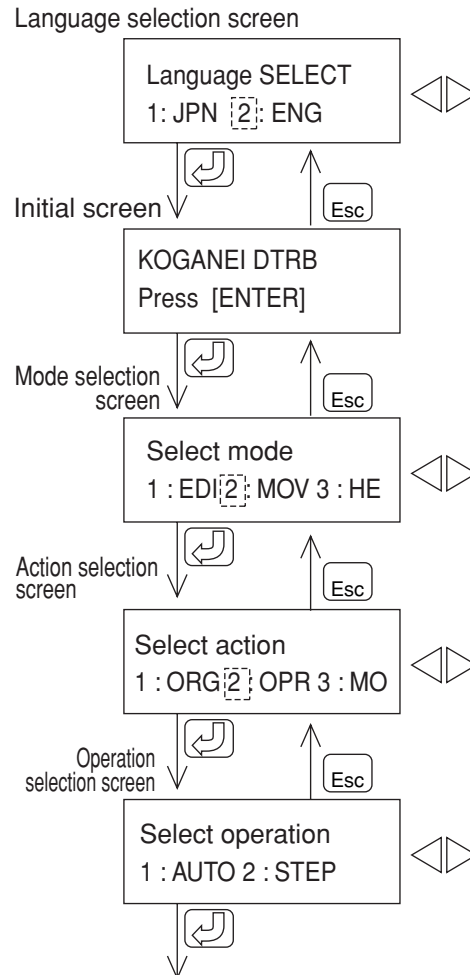 Language selection screen
Language SELECT
1: JPN 2: ENG
Esc
Initial screen
KOGANEI DTRB
Press [ENTER]
Mode selection
screen
Esc
Select mode
1 : EDI 2: MOV 3 : HE
Action selection
screen
Esc
Select action
1 : ORG 2: OPR 3 : MO
Operation
selection screen
Esc
Select operation
1 : AUTO 2 : STEP